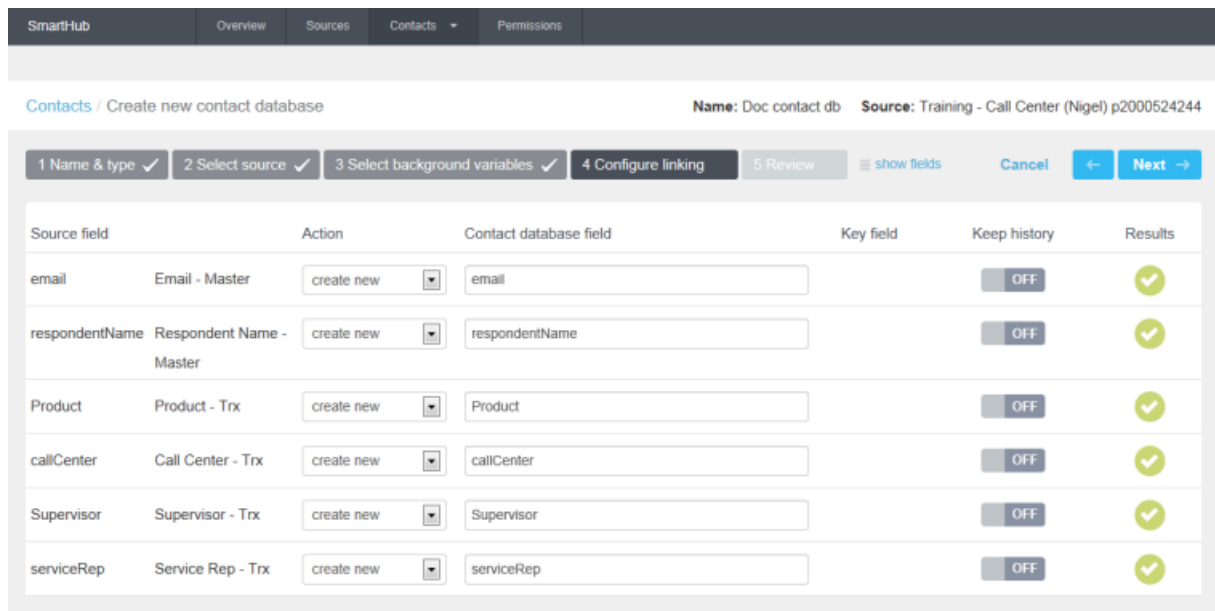 SmartHub Overview Sources Contacts Permissions
Contacts / Create new contact database Name: Doc contact db Source: Training - Call Center (Nigel) p2000524244
1 Name & type 2 Select source 3 Select background variables 4 Configure linking 5 Review show fields Cancel ← Next →
Source field Action Contact database field Key field Keep history Results
email Email - Master create new email OFF
respondentName Respondent Name - create new respondentName OFF
Master
Product Product - Trx create new Product OFF
callCenter Call Center - Trx create new callCenter OFF
Supervisor Supervisor - Trx create new Supervisor OFF
serviceRep Service Rep - Trx create new serviceRep OFF